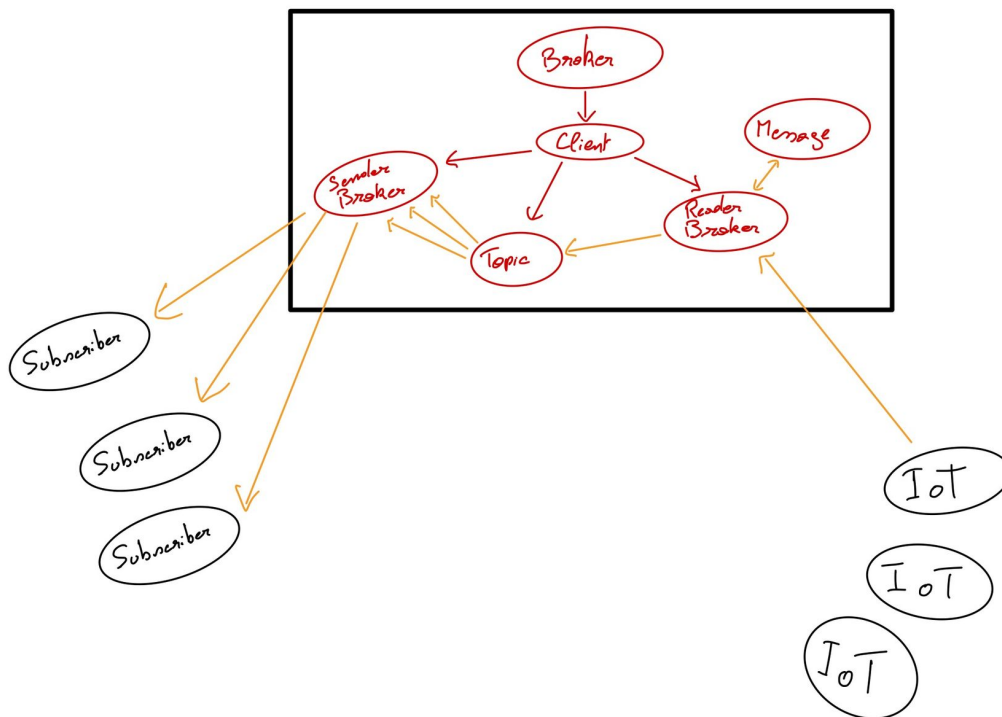 Broker
Client
Message
Sender
Broker
Reader
Broker
Topic
Subscriber
Subscriber
Subscriber
IoT
IoT
IoT